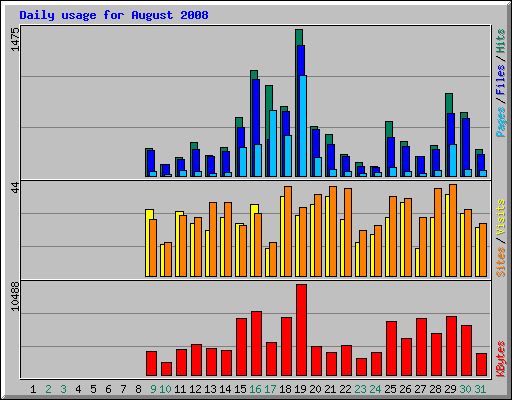 Daily usage for August 2008
1475
Pages / Files / Hits
44
Sites / Visits
10488
KBytes
1 2 3 4 5 6 7 8 9 10 11 12 13 14 15 16 17 18 19 20 21 22 23 24 25 26 27 28 29 30 31